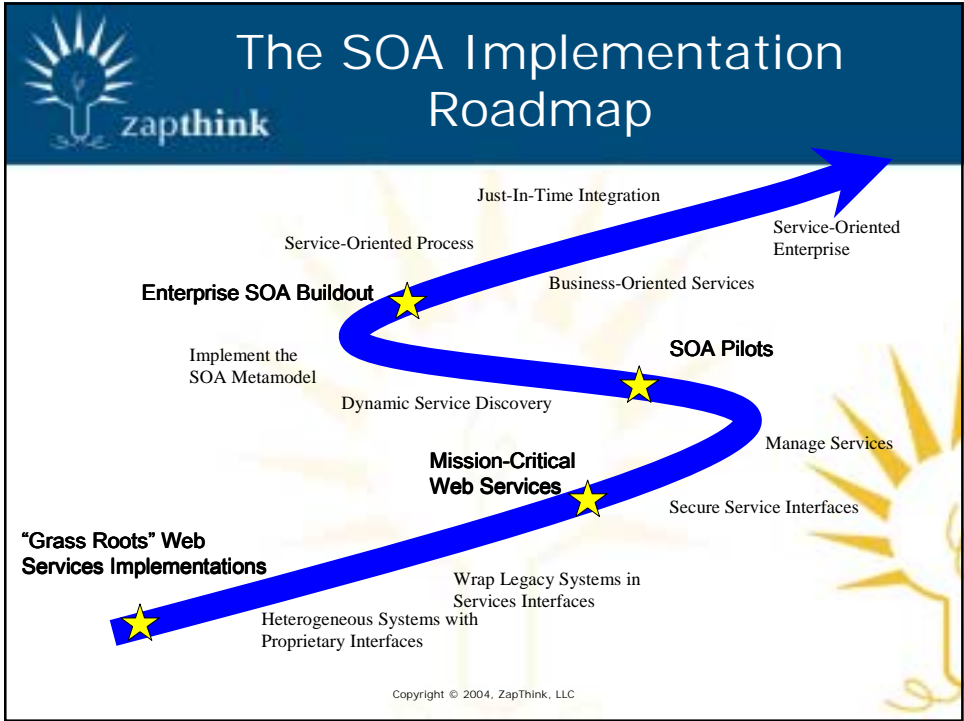 The SOA Implementation
Roadmap
zapthink
Just-In-Time Integration
Service-Oriented
Enterprise
Service-Oriented Process
Business-Oriented Services
Enterprise SOA Buildout
SOA Pilots
Implement the
SOA Metamodel
Dynamic Service Discovery
Manage Services
Mission-Critical
Web Services
Secure Service Interfaces
“Grass Roots” Web
Services Implementations
Wrap Legacy Systems in
Services Interfaces
Heterogeneous Systems with
Proprietary Interfaces
Copyright © 2004, ZapThink, LLC